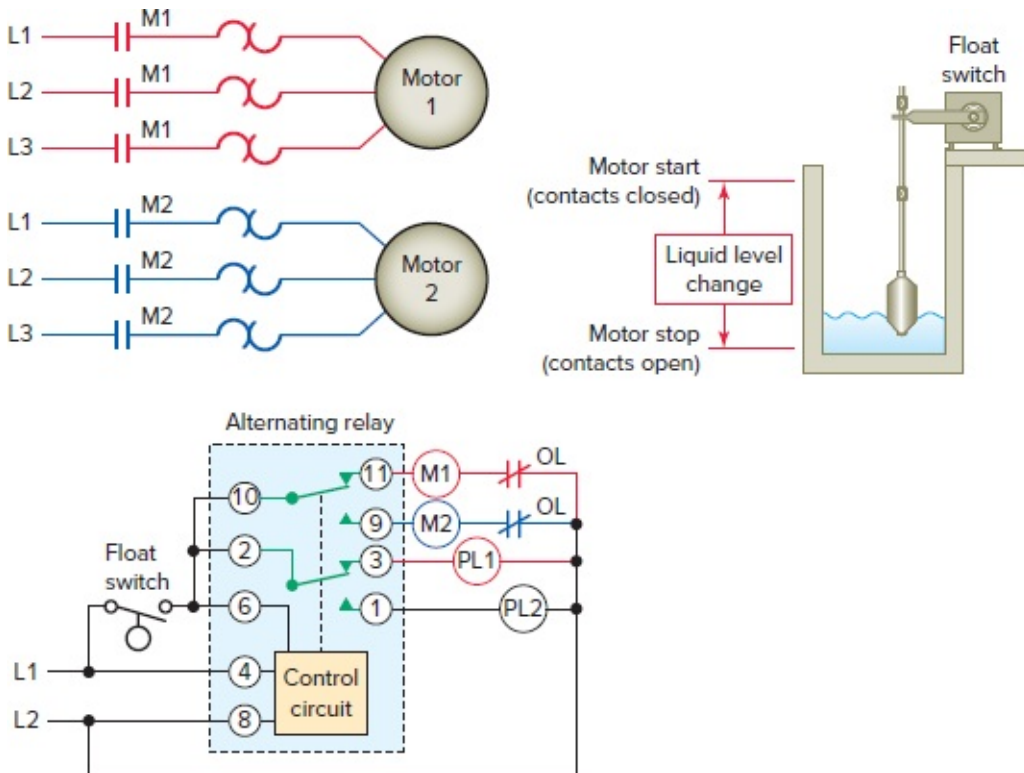 L1
M1
L2
M1
L3
M1
Motor
1
L1
M2
L2
M2
L3
M2
Motor
2
Float
switch
Motor start
(contacts closed)
Liquid level
change
Motor stop
(contacts open)
Alternating relay
10
11
M1
OL
9
M2
OL
2
3
PL1
Float
switch
6
1
PL2
L1
4
Control
circuit
L2
8